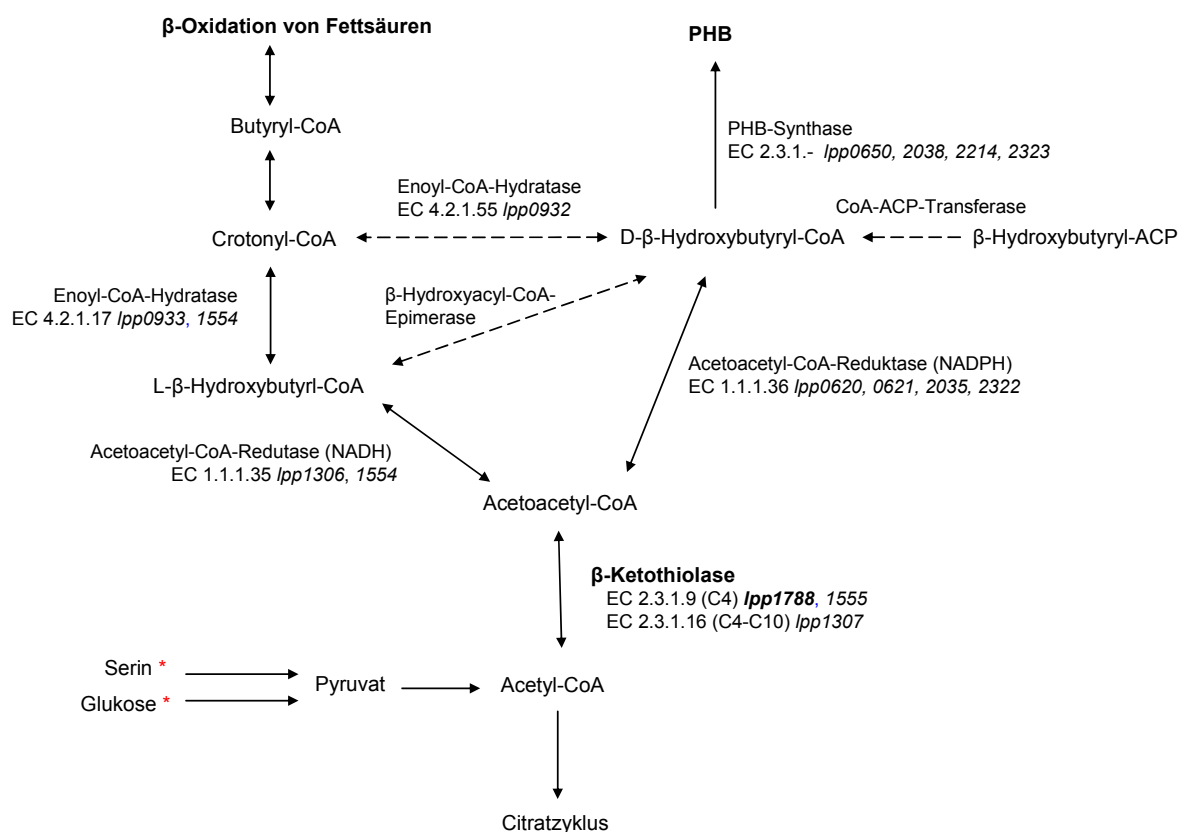 β-Oxidation von Fettsäuren
PHB
Butyryl-CoA
PHB-Synthase
EC 2.3.1.- lpp0650, 2038, 2214, 2323
Enoyl-CoA-Hydratase
EC 4.2.1.55 lpp0932
CoA-ACP-Transferase
Crotonyl-CoA
D-β-Hydroxybutyryl-CoA
β-Hydroxybutyryl-ACP
Enoyl-CoA-Hydratase
EC 4.2.1.17 lpp0933, 1554
β-Hydroxyacyl-CoA-
Epimerase
L-β-Hydroxybutyrl-CoA
Acetoacetyl-CoA-Reduktase (NADPH)
EC 1.1.1.36 lpp0620, 0621, 2035, 2322
Acetoacetyl-CoA-Redutase (NADH)
EC 1.1.1.35 lpp1306, 1554
Acetoacetyl-CoA
β-Ketothiolase
EC 2.3.1.9 (C4) lpp1788, 1555
EC 2.3.1.16 (C4-C10) lpp1307
Serin *
Glukose *
Pyruvat
Acetyl-CoA
Citratzyklus